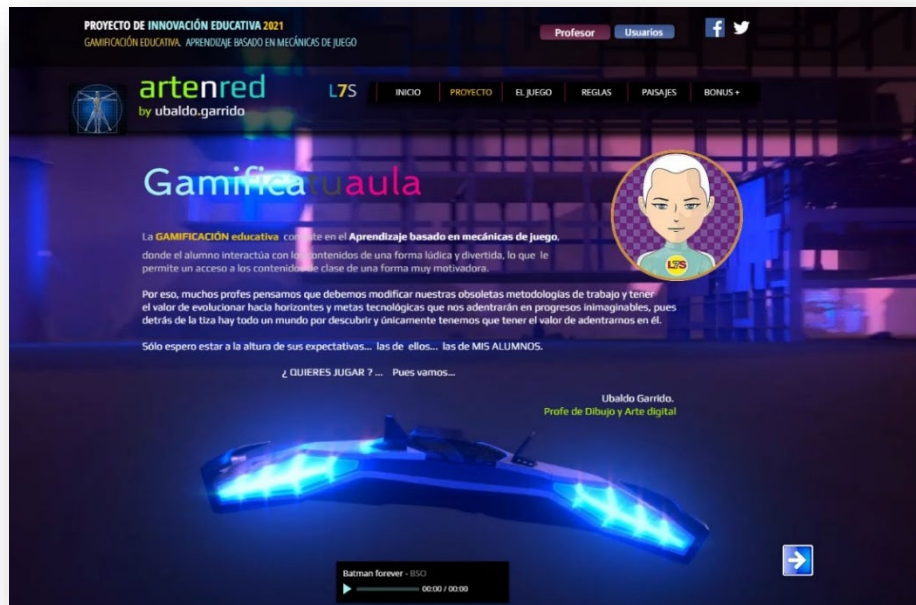 PROYECTO DE INNOVACIÓN EDUCATIVA 2021
GAMIFICACIÓN EDUCATIVA. APRENDIZAJE BASADO EN MECÁNICAS DE JUEGO
Profesor
Usuarios
artenred
by ubaldo.garrido
L7S
INICIO
PROYECTO
EL JUEGO
REGLAS
PAISAJES
BONUS +
Gamificatuaula
La GAMIFICACIÓN educativa consiste en el Aprendizaje basado en mecánicas de juego,
donde el alumno interactúa con los contenidos de una forma lúdica y divertida, lo que le
permite un acceso a los contenidos de clase de una forma muy motivadora.
L7S
Por eso, muchos profes pensamos que debemos modificar nuestras obsoletas metodologías de trabajo y tener
el valor de evolucionar hacia horizontes y metas tecnológicas que nos adentrarán en progresos inimaginables, pues
detrás de la tiza hay todo un mundo por descubrir y únicamente tenemos que tener el valor de adentrarnos en él.
Sólo espero estar a la altura de sus expectativas... las de ellos... las de MIS ALUMNOS.
¿ QUIERES JUGAR ? ... Pues vamos...
Ubaldo Garrido.
Profe de Dibujo y Arte digital
Batman forever - BSO
00:00 / 00:00